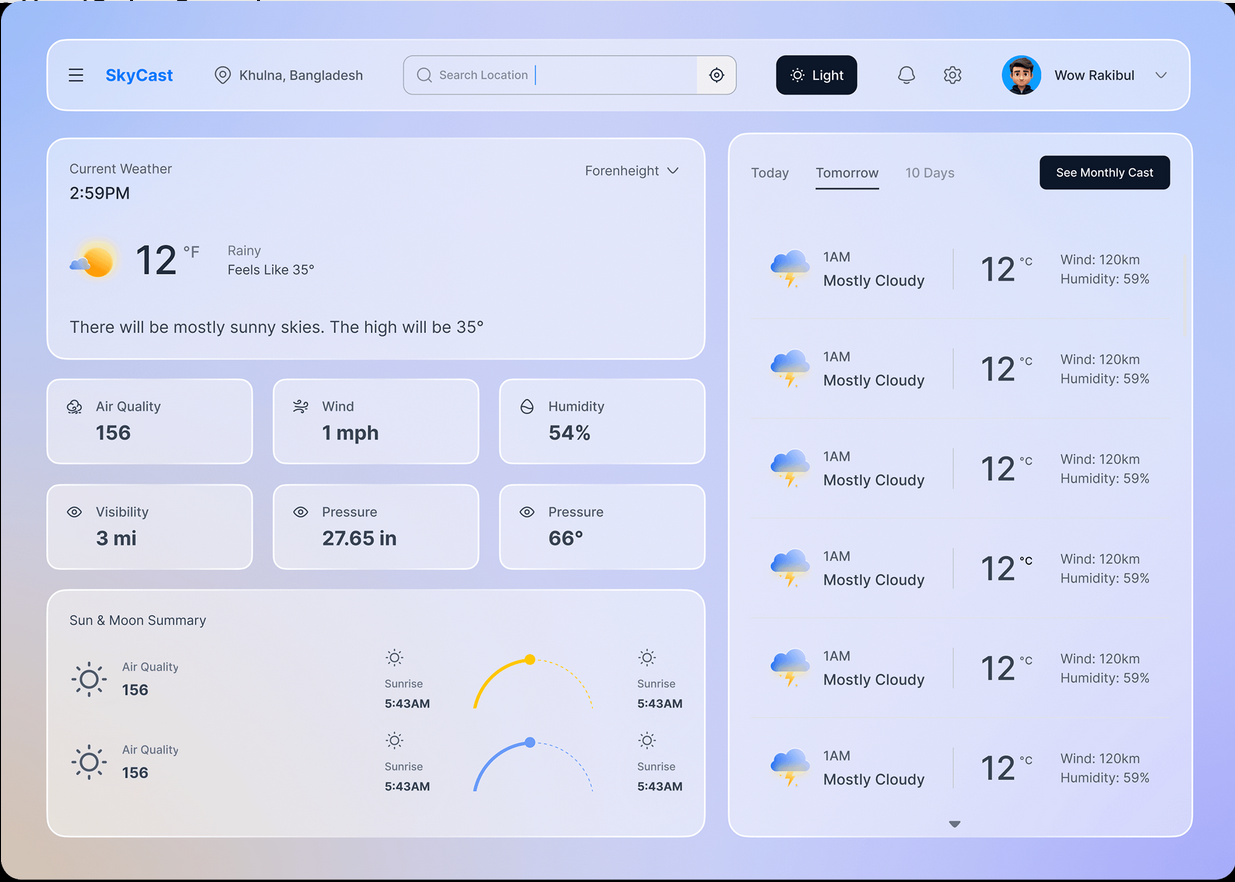 SkyCast
Khulna, Bangladesh
Search Location
Light
Wow Rakibul
Current Weather
Forenheight
2:59PM
12 °F
Rainy
Feels Like 35°
There will be mostly sunny skies. The high will be 35°
Air Quality
156
Wind
1 mph
Humidity
54%
Visibility
3 mi
Pressure
27.65 in
Pressure
66°
Sun & Moon Summary
Air Quality
156
Sunrise
5:43AM
Sunrise
5:43AM
Air Quality
156
Sunrise
5:43AM
Sunrise
5:43AM
Today
Tomorrow
10 Days
See Monthly Cast
1AM
Mostly Cloudy
12 °C
Wind: 120km
Humidity: 59%
1AM
Mostly Cloudy
12 °C
Wind: 120km
Humidity: 59%
1AM
Mostly Cloudy
12 °C
Wind: 120km
Humidity: 59%
1AM
Mostly Cloudy
12 °C
Wind: 120km
Humidity: 59%
1AM
Mostly Cloudy
12 °C
Wind: 120km
Humidity: 59%
1AM
Mostly Cloudy
12 °C
Wind: 120km
Humidity: 59%